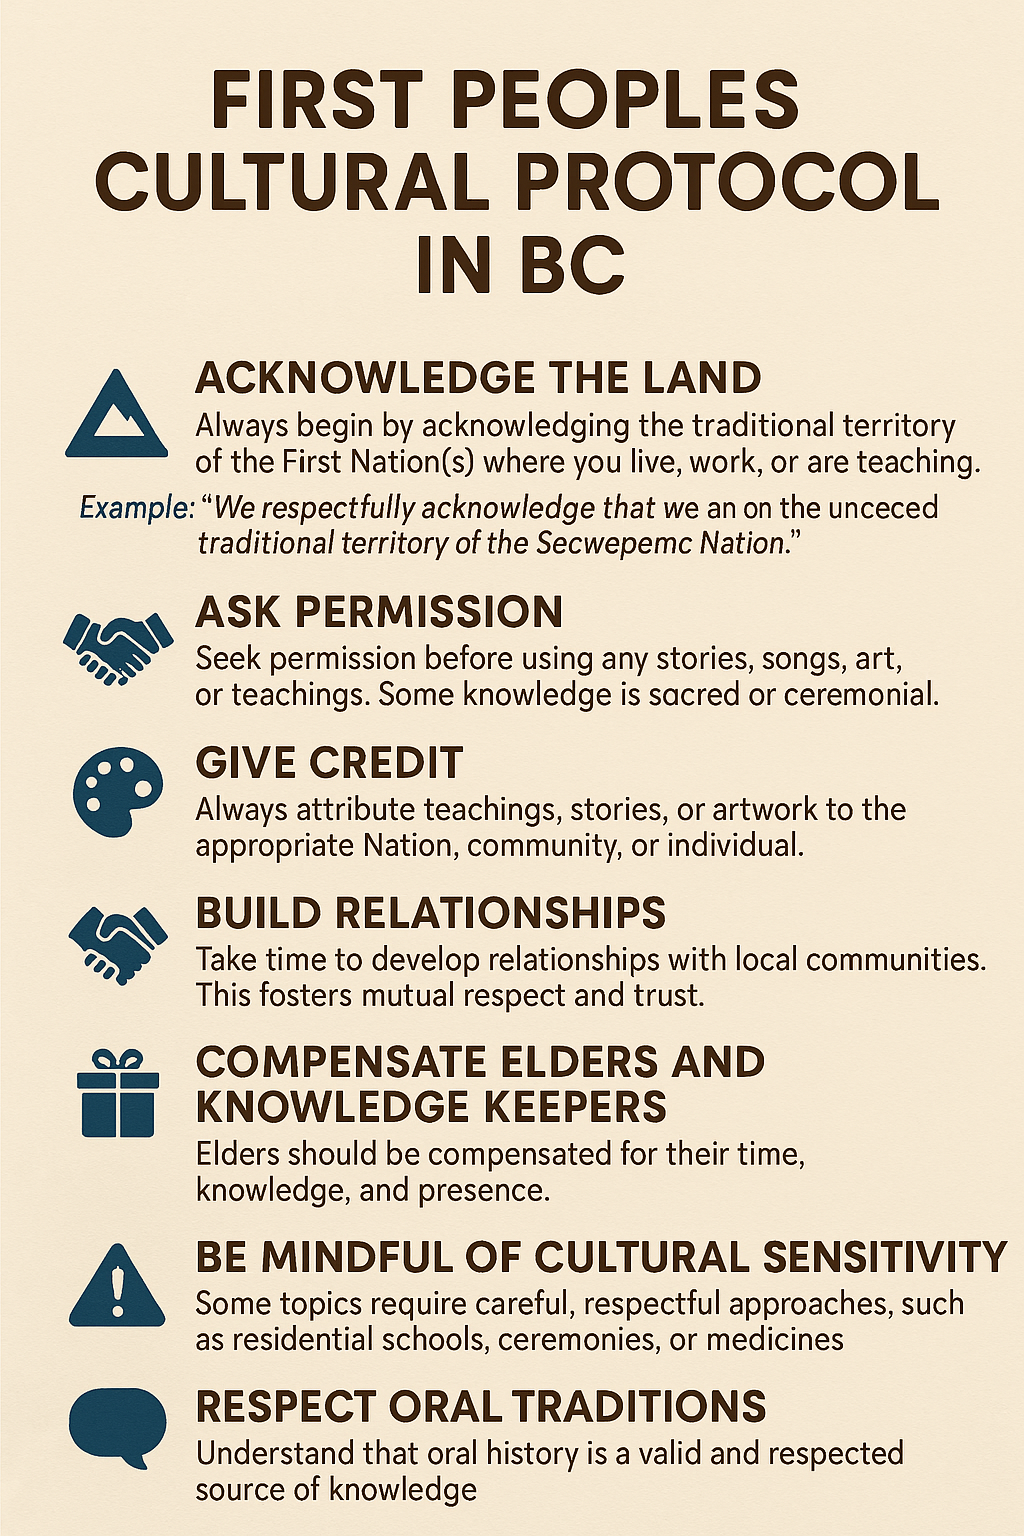 FIRST PEOPLES
CULTURAL PROTOCOL
IN BC
ACKNOWLEDGE THE LAND
Always begin by acknowledging the traditional territory
of the First Nation(s) where you live, work, or are teaching.
Example: “We respectfully acknowledge that we an on the unceced
traditional territory of the Secwepemc Nation.”
ASK PERMISSION
Seek permission before using any stories, songs, art,
or teachings. Some knowledge is sacred or ceremonial.
GIVE CREDIT
Always attribute teachings, stories, or artwork to the
appropriate Nation, community, or individual.
BUILD RELATIONSHIPS
Take time to develop relationships with local communities.
This fosters mutual respect and trust.
COMPENSATE ELDERS AND
KNOWLEDGE KEEPERS
Elders should be compensated for their time,
knowledge, and presence.
BE MINDFUL OF CULTURAL SENSITIVITY
Some topics require careful, respectful approaches, such
as residential schools, ceremonies, or medicines
RESPECT ORAL TRADITIONS
Understand that oral history is a valid and respected
source of knowledge